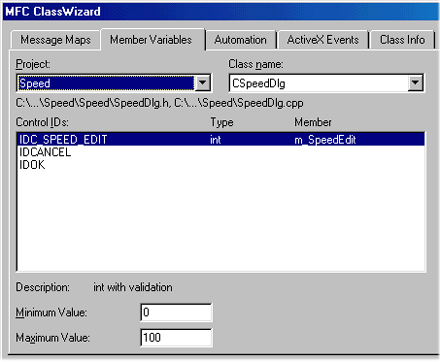 MFC ClassWizard
Message Maps Member Variables Automation ActiveX Events Class Info
Project: Class name:
Speed CSpeedDlg
C:\...\Speed\Speed\SpeedDlg.h, C:\...\Speed\SpeedDlg.cpp
Control IDs: Type Member
IDC_SPEED_EDIT int m_SpeedEdit
IDCANCEL
IDOK
Description: int with validation
Minimum Value: 0
Maximum Value: 100